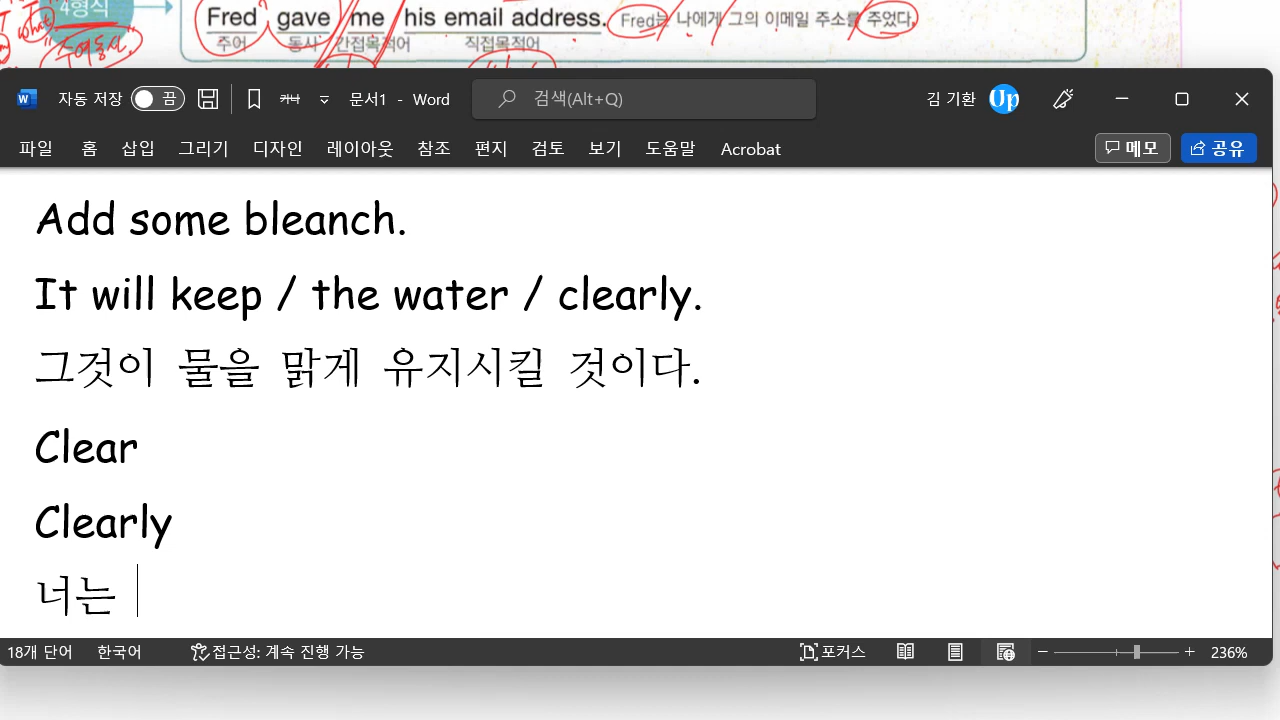 4형식 Fred gave me his email address. Fred는 나에게 그의 이메일 주소를 주었다.
주어 동사 간접목적어 직접목적어
자동 저장 끔 가나 문서1 - Word 검색(Alt+Q) 김 기환 Up
파일 홈 삽입 그리기 디자인 레이아웃 참조 편지 검토 보기 도움말 Acrobat 메모 공유
Add some bleanch.
It will keep / the water / clearly.
그것이 물을 맑게 유지시킬 것이다.
Clear
Clearly
너는
18개 단어 한국어 접근성: 계속 진행 가능 포커스 236%